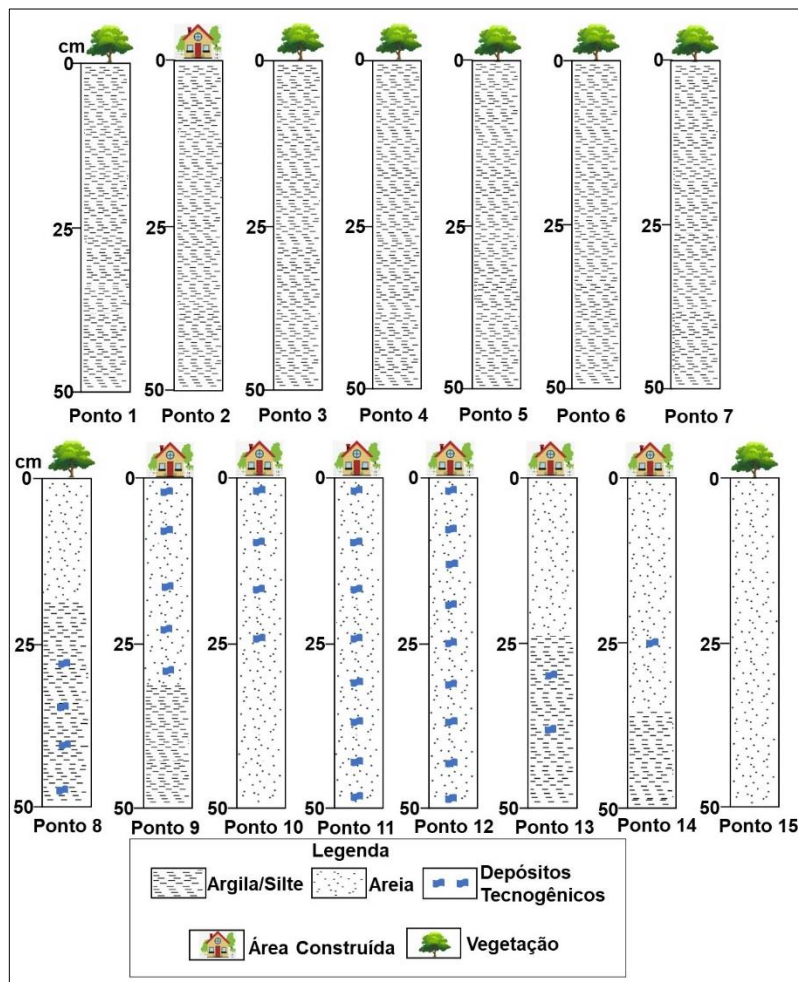 cm
0 0 0 0 0 0 0
25 25 25 25 25 25 25
50 50 50 50 50 50 50
Ponto 1 Ponto 2 Ponto 3 Ponto 4 Ponto 5 Ponto 6 Ponto 7
cm
0 0 0 0 0 0 0 0
25 25 25 25 25 25 25 25
50 50 50 50 50 50 50 50
Ponto 8 Ponto 9 Ponto 10 Ponto 11 Ponto 12 Ponto 13 Ponto 14 Ponto 15
Legenda
Argila/Silte Areia Depósitos
Tecnogênicos
Área Construída Vegetação